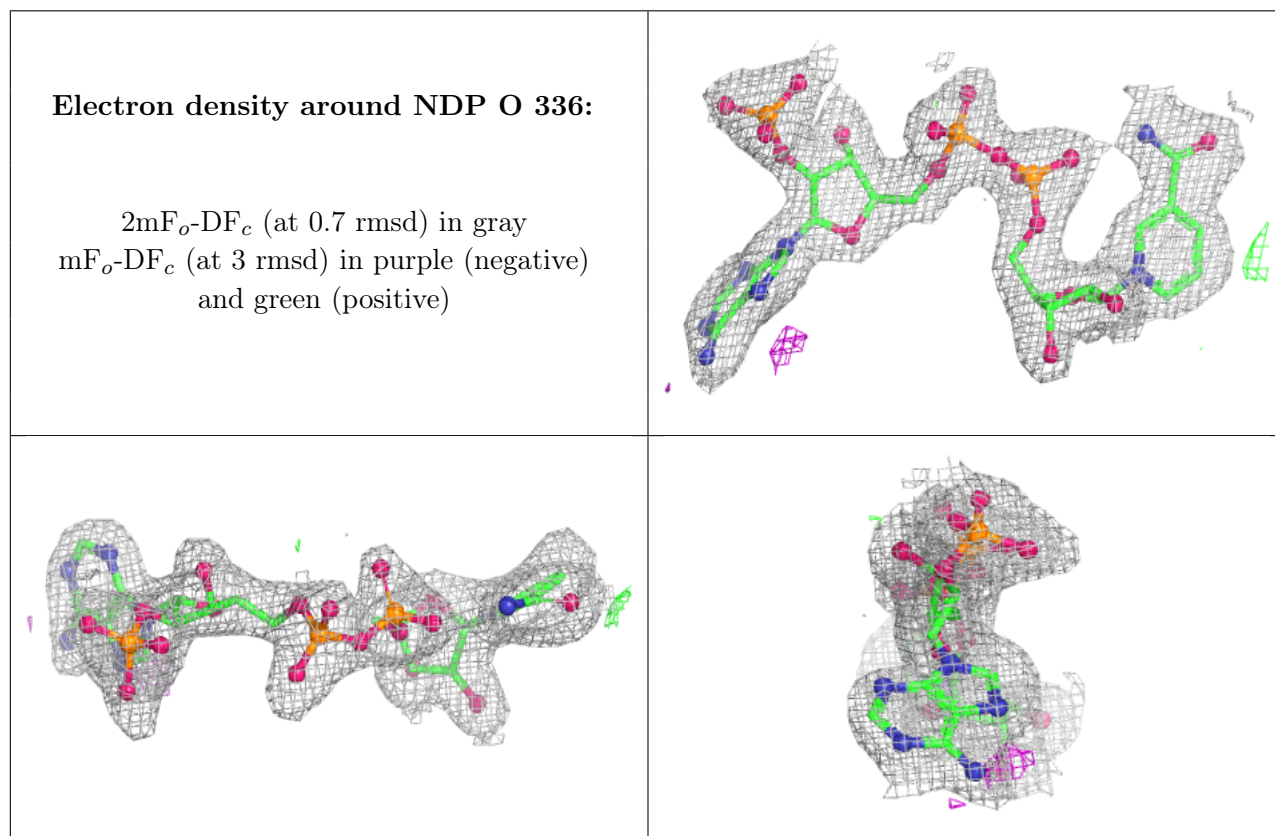 Electron density around NDP O 336:
2mFo-DFc (at 0.7 rmsd) in gray
mFo-DFc (at 3 rmsd) in purple (negative)
and green (positive)